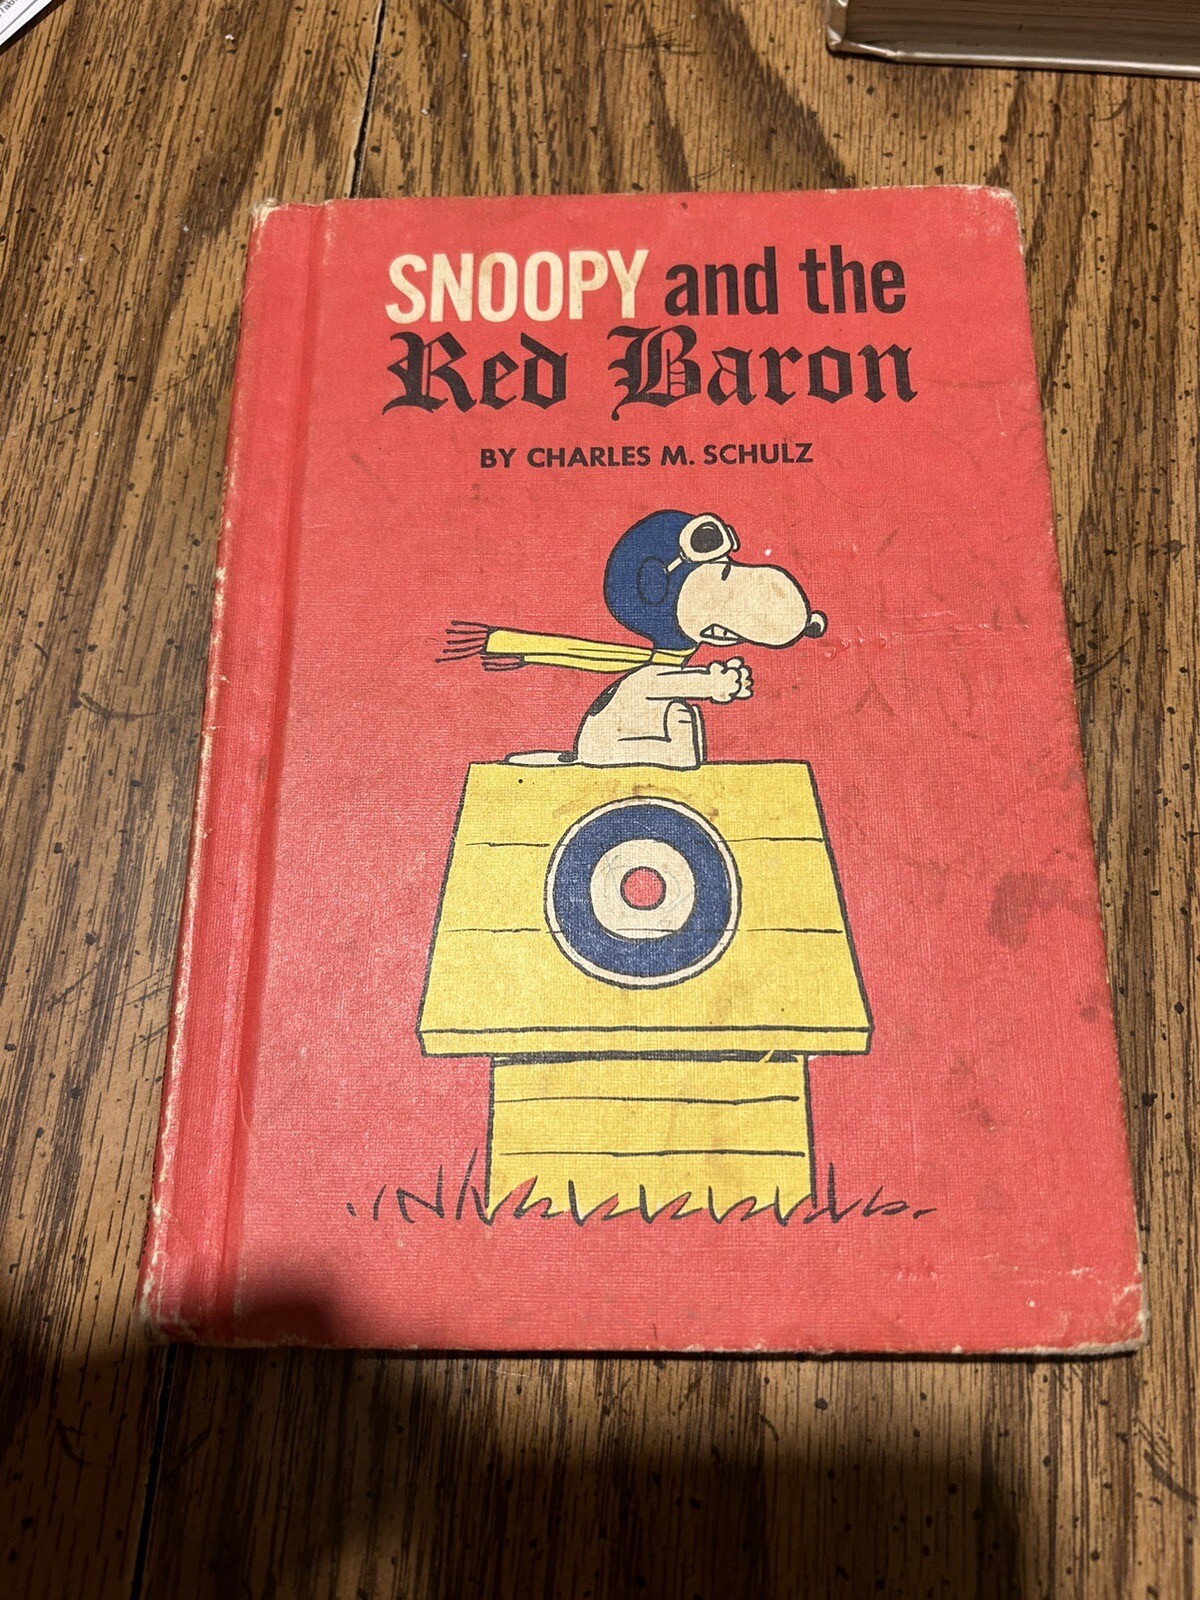 SNOOPY and the
Red Baron
BY CHARLES M. SCHULZ